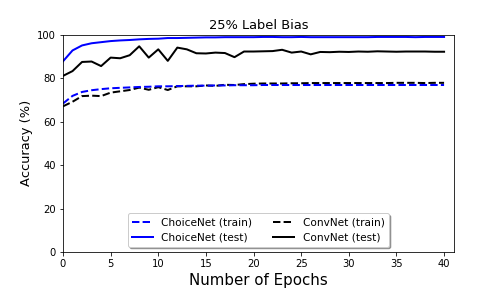 25% Label Bias
100
80
60
40
20
0
Accuracy (%)
ChoiceNet (train)
ChoiceNet (test)
ConvNet (train)
ConvNet (test)
0 5 10 15 20 25 30 35 40
Number of Epochs